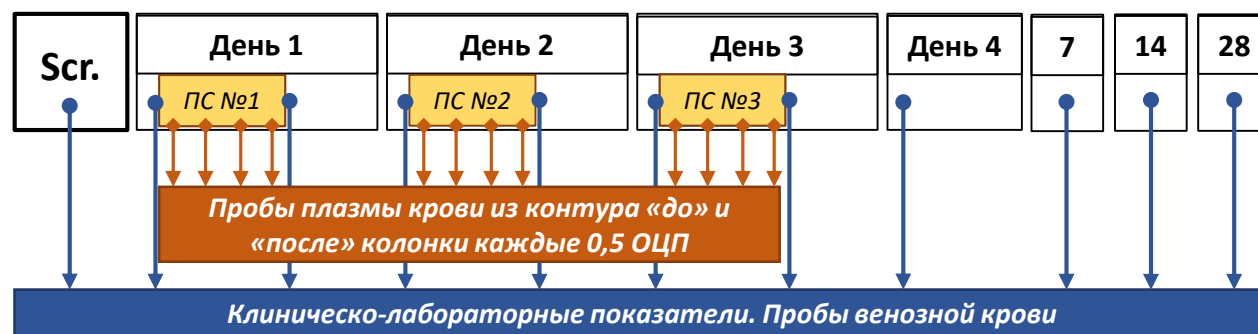 Scr.
День 1
День 2
День 3
День 4
7
14
28
ПС №1
ПС №2
ПС №3
Пробы плазмы крови из контура «до» и
«после» колонки каждые 0,5 ОЦП
Клиническо-лабораторные показатели. Пробы венозной крови